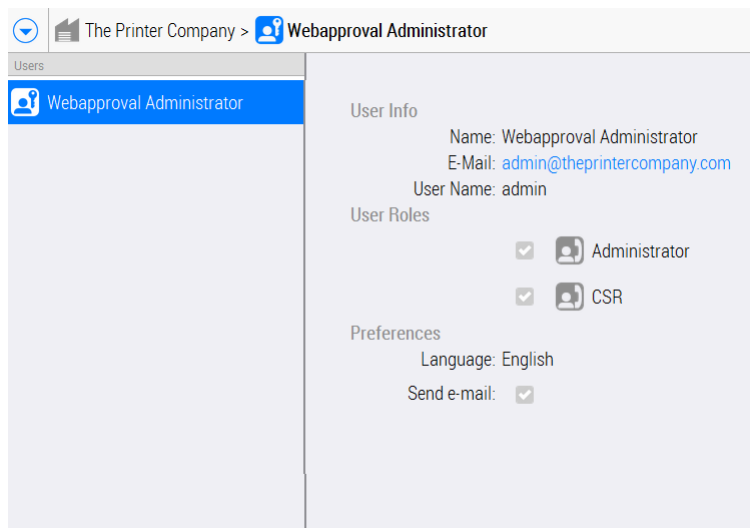 The Printer Company > Webapproval Administrator
Users
Webapproval Administrator
User Info
Name: Webapproval Administrator
E-Mail: admin@theprintercompany.com
User Name: admin
User Roles
Administrator
CSR
Preferences
Language: English
Send e-mail: